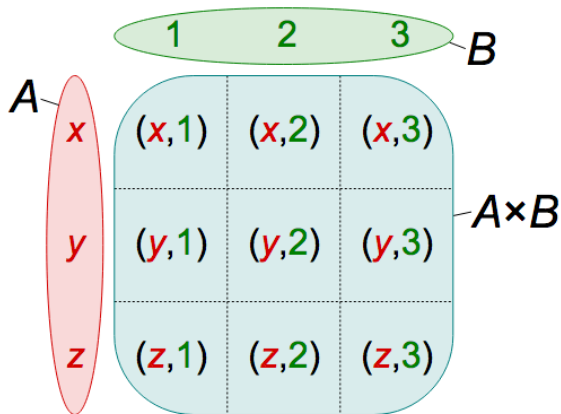 1 2 3
B
A
x (x,1) (x,2) (x,3)
y (y,1) (y,2) (y,3)
A×B
z (z,1) (z,2) (z,3)